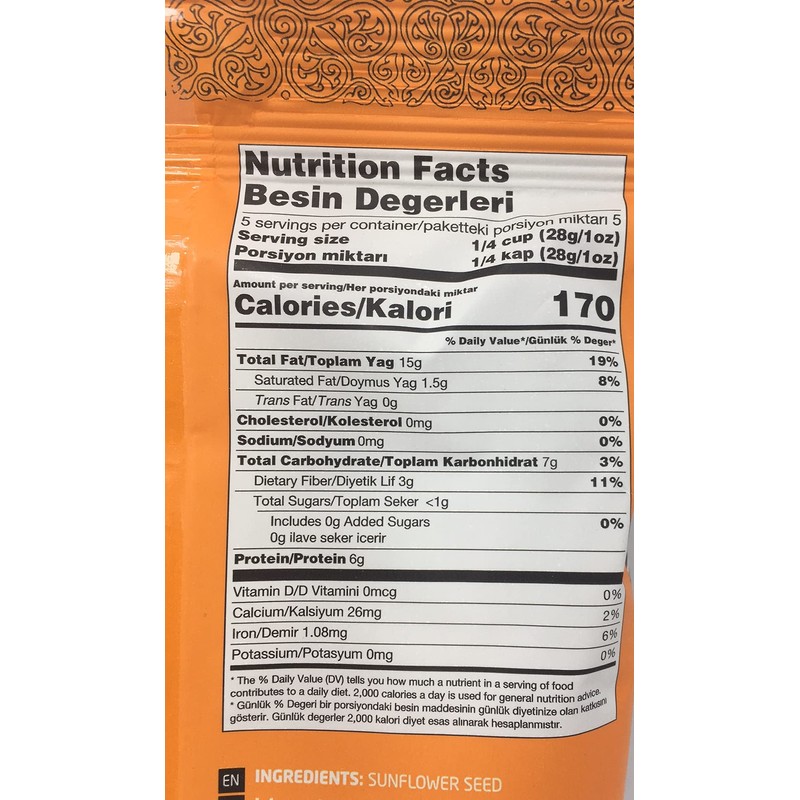 Nutrition Facts
Besin Degerleri
5 servings per container/paketteki porsiyon miktarı 5
Serving size 1/4 cup (28g/1oz)
Porsiyon miktarı 1/4 kap (28g/1oz)
Amount per serving/Her porsiyondaki miktar
Calories/Kalori 170
% Daily Value*/Günlük % Deger*
Total Fat/Toplam Yag 15g 19%
Saturated Fat/Doymus Yag 1.5g 8%
Trans Fat/Trans Yag 0g
Cholesterol/Kolesterol 0mg 0%
Sodium/Sodyum 0mg 0%
Total Carbohydrate/Toplam Karbonhidrat 7g 3%
Dietary Fiber/Diyetik Lif 3g 11%
Total Sugars/Toplam Seker <1g
Includes 0g Added Sugars 0%
0g ilave seker icerir
Protein/Protein 6g
Vitamin D/D Vitamini 0mcg 0%
Calcium/Kalsiyum 26mg 2%
Iron/Demir 1.08mg 6%
Potassium/Potasyum 0mg 0%
* The % Daily Value (DV) tells you how much a nutrient in a serving of food
contributes to a daily diet. 2,000 calories a day is used for general nutrition advice.
* Günlük % Degeri bir porsiyondaki besin maddesinin günlük diyetinize olan katkısını
gösterir. Günlük degerler 2,000 kalori diyet esas alınarak hesaplanmıstır.
EN INGREDIENTS: SUNFLOWER SEED